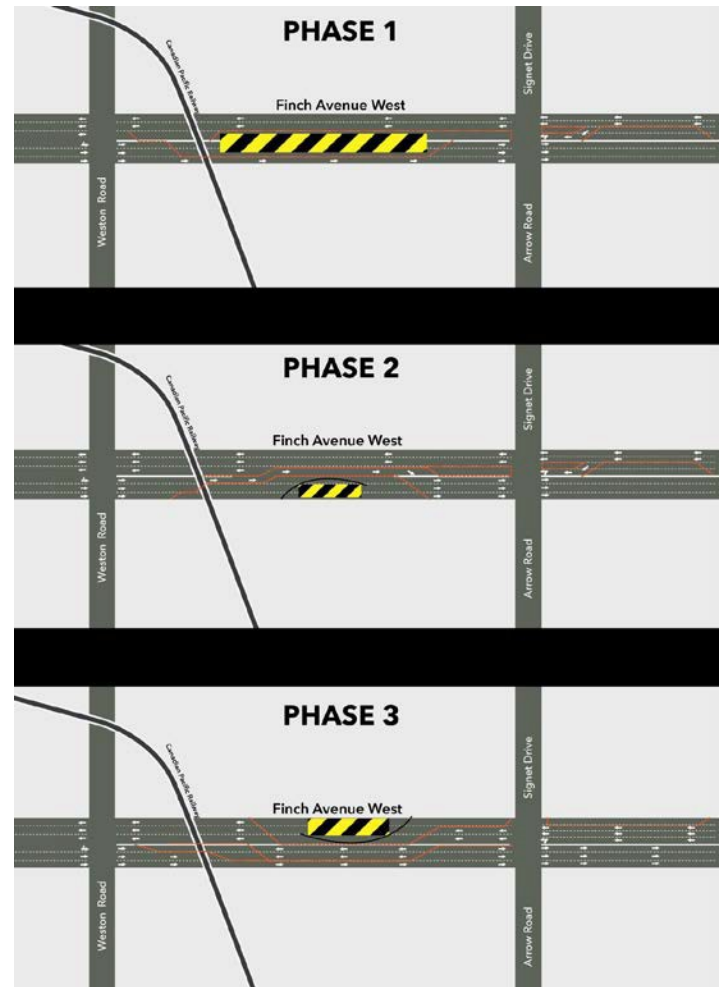 PHASE 1
Canadian Pacific Railway
Signet Drive
Finch Avenue West
Weston Road
Arrow Road
PHASE 2
Canadian Pacific Railway
Signet Drive
Finch Avenue West
Weston Road
Arrow Road
PHASE 3
Canadian Pacific Railway
Signet Drive
Finch Avenue West
Weston Road
Arrow Road